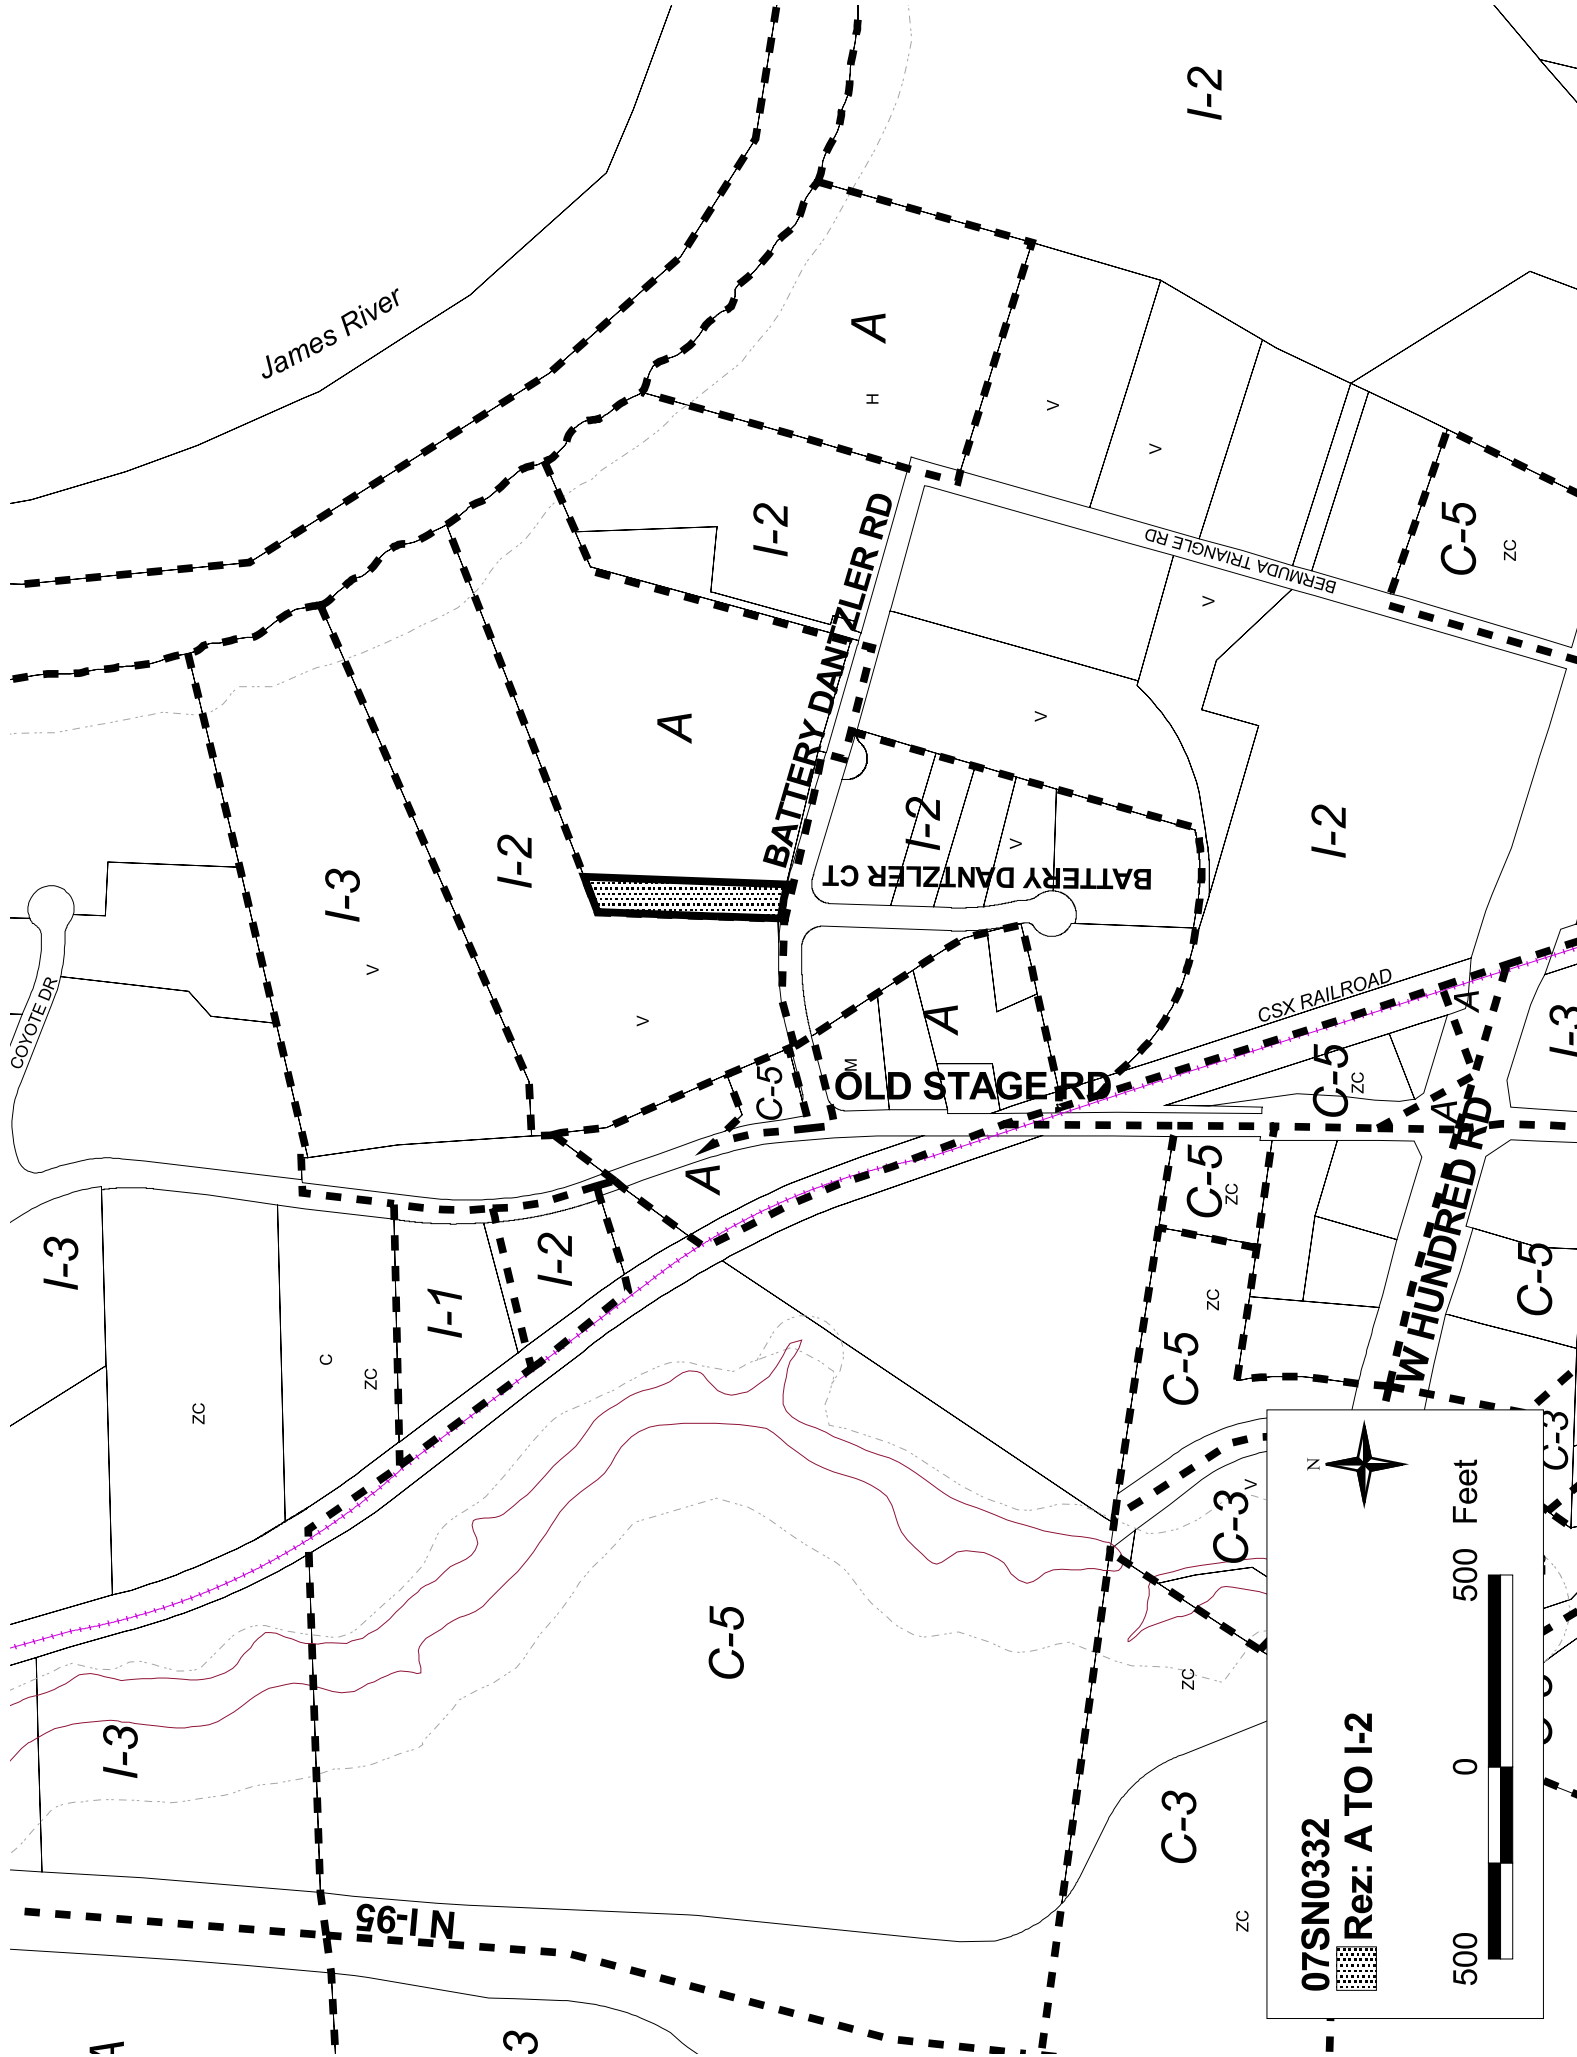 James River
I-2
A
H
V
V
I-2
BATTERY DANTZLER RD
BERMUDA TRIANGLE RD
C-5
ZC
V
V
A
I-2
V
BATTERY DANTZLER CT
I-2
I-3
V
I-2
V
COYOTE DR
C-5
M
A
OLD STAGE RD
CSX RAILROAD
C-5
ZC
A
A
I-3
W HUNDRED RD
A
C-5
ZC
C-5
ZC
C-5
I-3
ZC
C
ZC
I-1
I-2
C-3
V
C-3
C-5
ZC
I-3
C-3
ZC
N I-95
A
3
N
07SN0332
Rez: A TO I-2
500 0 500 Feet